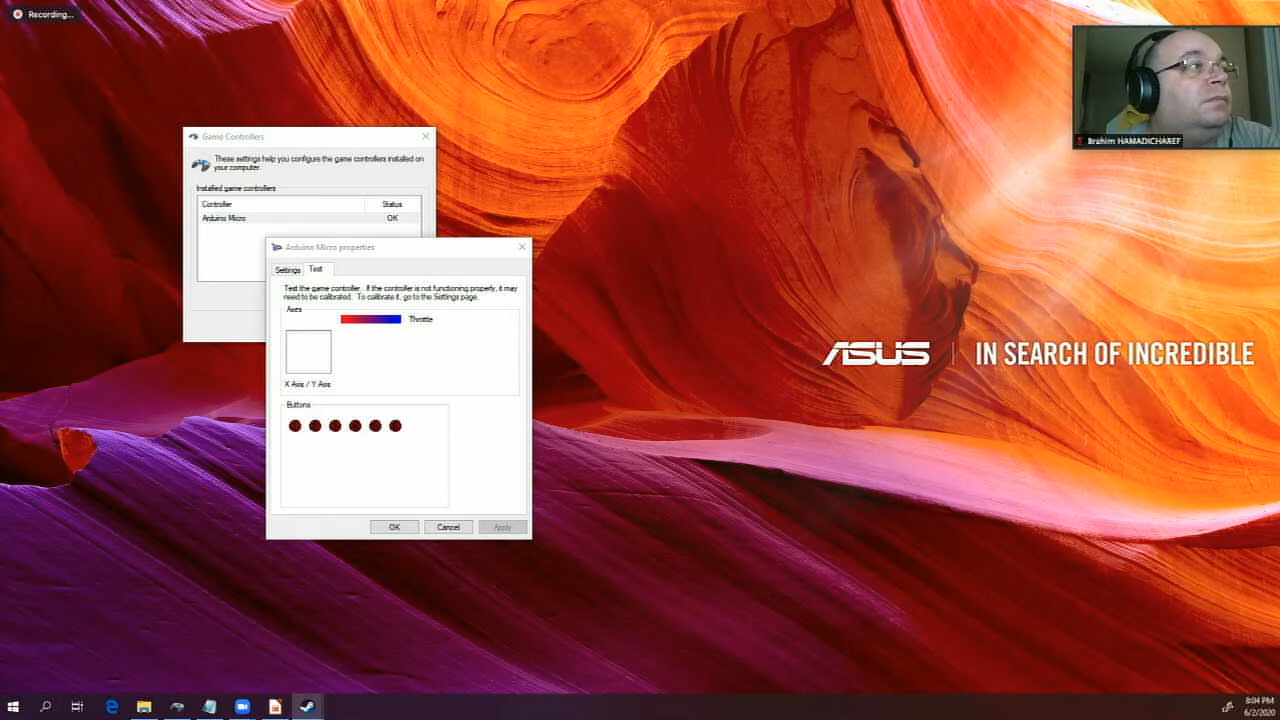 Recording...
Brahim HAMADICHAREF
Game Controllers
These settings help you configure the game controllers installed on
your computer.
Installed game controllers
Controller Status
Arduino Micro OK
Arduino Micro properties
Settings Test
Test the game controller. If the controller is not functioning properly, it may
need to be calibrated. To calibrate it, go to the Settings page.
Axes
Throttle
X Axis / Y Axis
Buttons
OK Cancel Apply
ASUS IN SEARCH OF INCREDIBLE
8:04 PM
6/2/2020